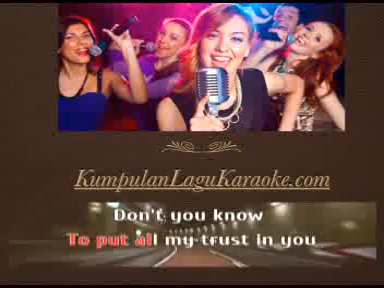 KumpulanLaguKaraoke.com
Don't you know
To put all my trust in you